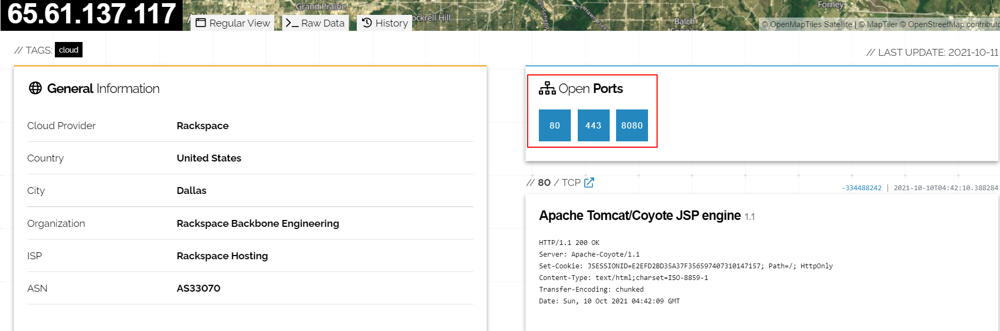 65.61.137.117
Grand Prairie
ockrell Hill
Forney
Balch
Springs
Regular View
Raw Data
History
© OpenMapTiles Satellite | © MapTiler © OpenStreetMap contributo
// TAGS: cloud
// LAST UPDATE: 2021-10-11
General Information
Cloud Provider Rackspace
Country United States
City Dallas
Organization Rackspace Backbone Engineering
ISP Rackspace Hosting
ASN AS33070
Open Ports
80 443 8080
// 80 / TCP
-334488242 | 2021-10-10T04:42:10.388284
Apache Tomcat/Coyote JSP engine 1.1
HTTP/1.1 200 OK
Server: Apache-Coyote/1.1
Set-Cookie: JSESSIONID=E2EFD2BD35A37F356597407310147157; Path=/; HttpOnly
Content-Type: text/html;charset=ISO-8859-1
Transfer-Encoding: chunked
Date: Sun, 10 Oct 2021 04:42:09 GMT